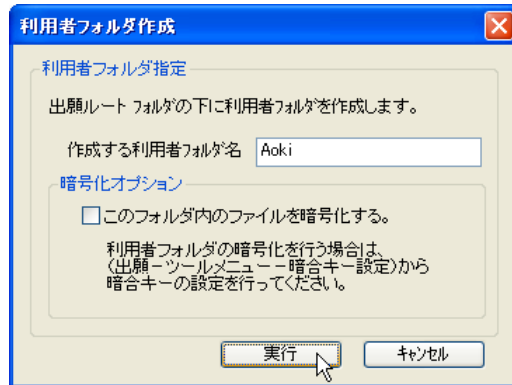 利用者フォルダ作成
利用者フォルダ指定
出願ルート フォルダの下に利用者フォルダを作成します。
作成する利用者フォルダ名 Aoki
暗号化オプション
このフォルダ内のファイルを暗号化する。
利用者フォルダの暗号化を行う場合は、
(出願-ツールメニュー-暗合キー設定)から
暗合キーの設定を行ってください。
実行 キャンセル